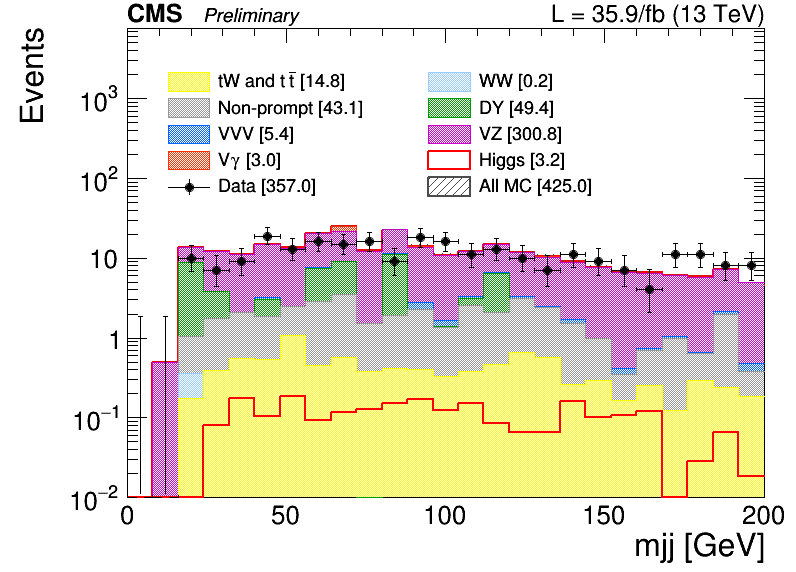 CMS Preliminary L = 35.9/fb (13 TeV)
Events
tW and t t̅ [14.8] WW [0.2]
Non-prompt [43.1] DY [49.4]
VVV [5.4] VZ [300.8]
Vγ [3.0] Higgs [3.2]
Data [357.0] All MC [425.0]
10³
10²
10
1
10⁻¹
10⁻²
0 50 100 150 200
mjj [GeV]